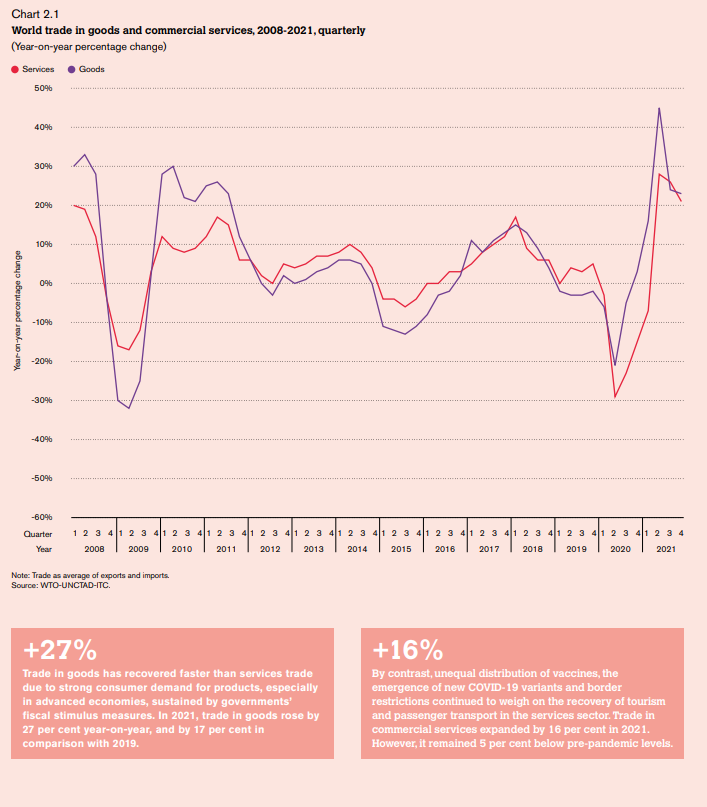 Chart 2.1
World trade in goods and commercial services, 2008-2021, quarterly
(Year-on-year percentage change)
Services Goods
50%
40%
30%
20%
10%
0%
-10%
-20%
-30%
-40%
-50%
-60%
Year-on-year percentage change
Quarter 1 2 3 4 1 2 3 4 1 2 3 4 1 2 3 4 1 2 3 4 1 2 3 4 1 2 3 4 1 2 3 4 1 2 3 4 1 2 3 4 1 2 3 4 1 2 3 4 1 2 3 4 1 2 3 4
Year 2008 2009 2010 2011 2012 2013 2014 2015 2016 2017 2018 2019 2020 2021
Note: Trade as average of exports and imports.
Source: WTO-UNCTAD-ITC.
+27%
Trade in goods has recovered faster than services trade
due to strong consumer demand for products, especially
in advanced economies, sustained by governments'
fiscal stimulus measures. In 2021, trade in goods rose by
27 per cent year-on-year, and by 17 per cent in
comparison with 2019.
+16%
By contrast, unequal distribution of vaccines, the
emergence of new COVID-19 variants and border
restrictions continued to weigh on the recovery of tourism
and passenger transport in the services sector. Trade in
commercial services expanded by 16 per cent in 2021.
However, it remained 5 per cent below pre-pandemic levels.